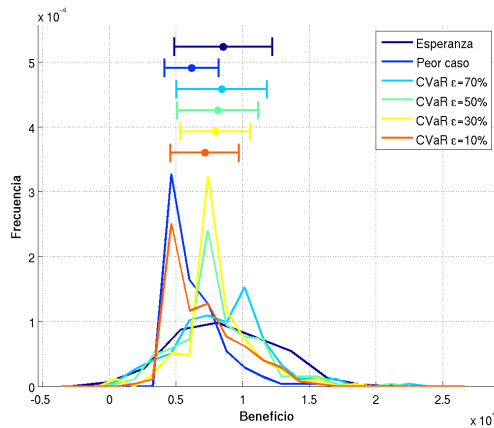 x 10⁻⁴
5
4
3
2
1
0
Frecuencia
Esperanza
Peor caso
CVaR ε=70%
CVaR ε=50%
CVaR ε=30%
CVaR ε=10%
-0.5 0 0.5 1 1.5 2 2.5
Beneficio
x 10